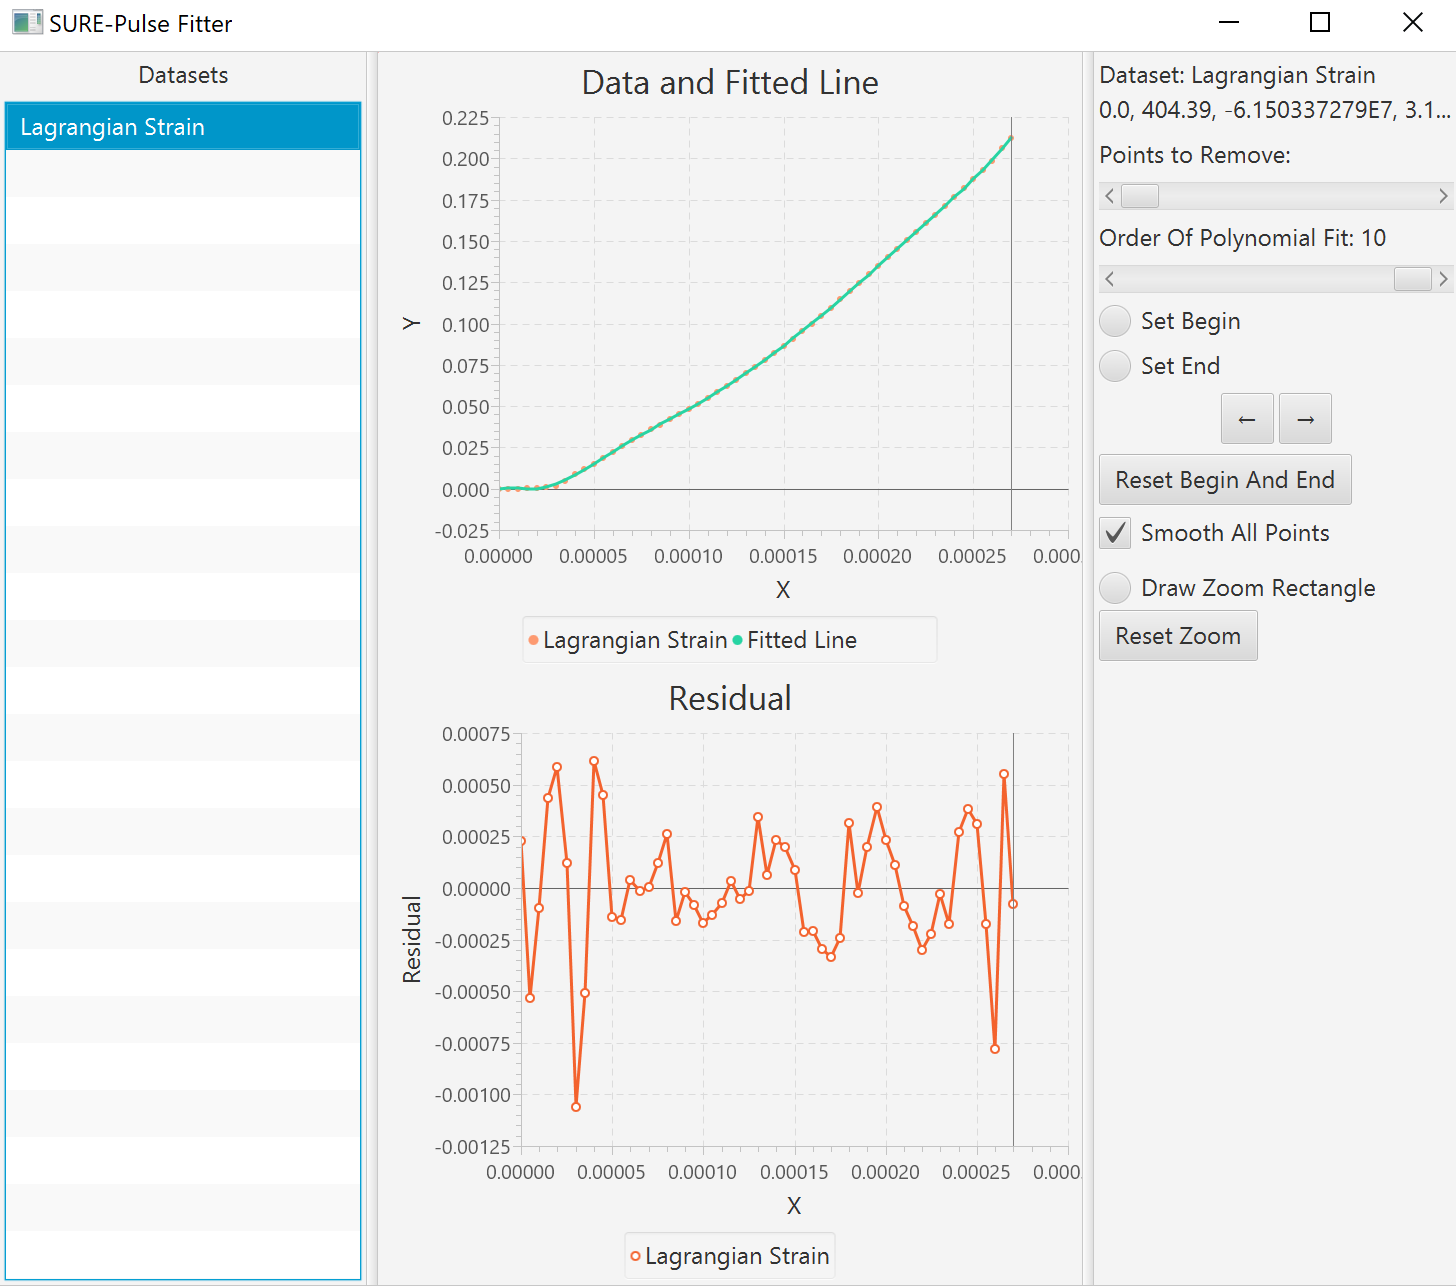 SURE-Pulse Fitter
Datasets
Lagrangian Strain
Data and Fitted Line
0.225
0.200
0.175
0.150
0.125
0.100
0.075
0.050
0.025
0.000
-0.025
Y
0.00000 0.00005 0.00010 0.00015 0.00020 0.00025 0.000
X
Lagrangian Strain Fitted Line
Residual
0.00075
0.00050
0.00025
0.00000
-0.00025
-0.00050
-0.00075
-0.00100
-0.00125
Residual
0.00000 0.00005 0.00010 0.00015 0.00020 0.00025 0.000
X
Lagrangian Strain
Dataset: Lagrangian Strain
0.0, 404.39, -6.150337279E7, 3.1...
Points to Remove:
Order Of Polynomial Fit: 10
Set Begin
Set End
← →
Reset Begin And End
Smooth All Points
Draw Zoom Rectangle
Reset Zoom